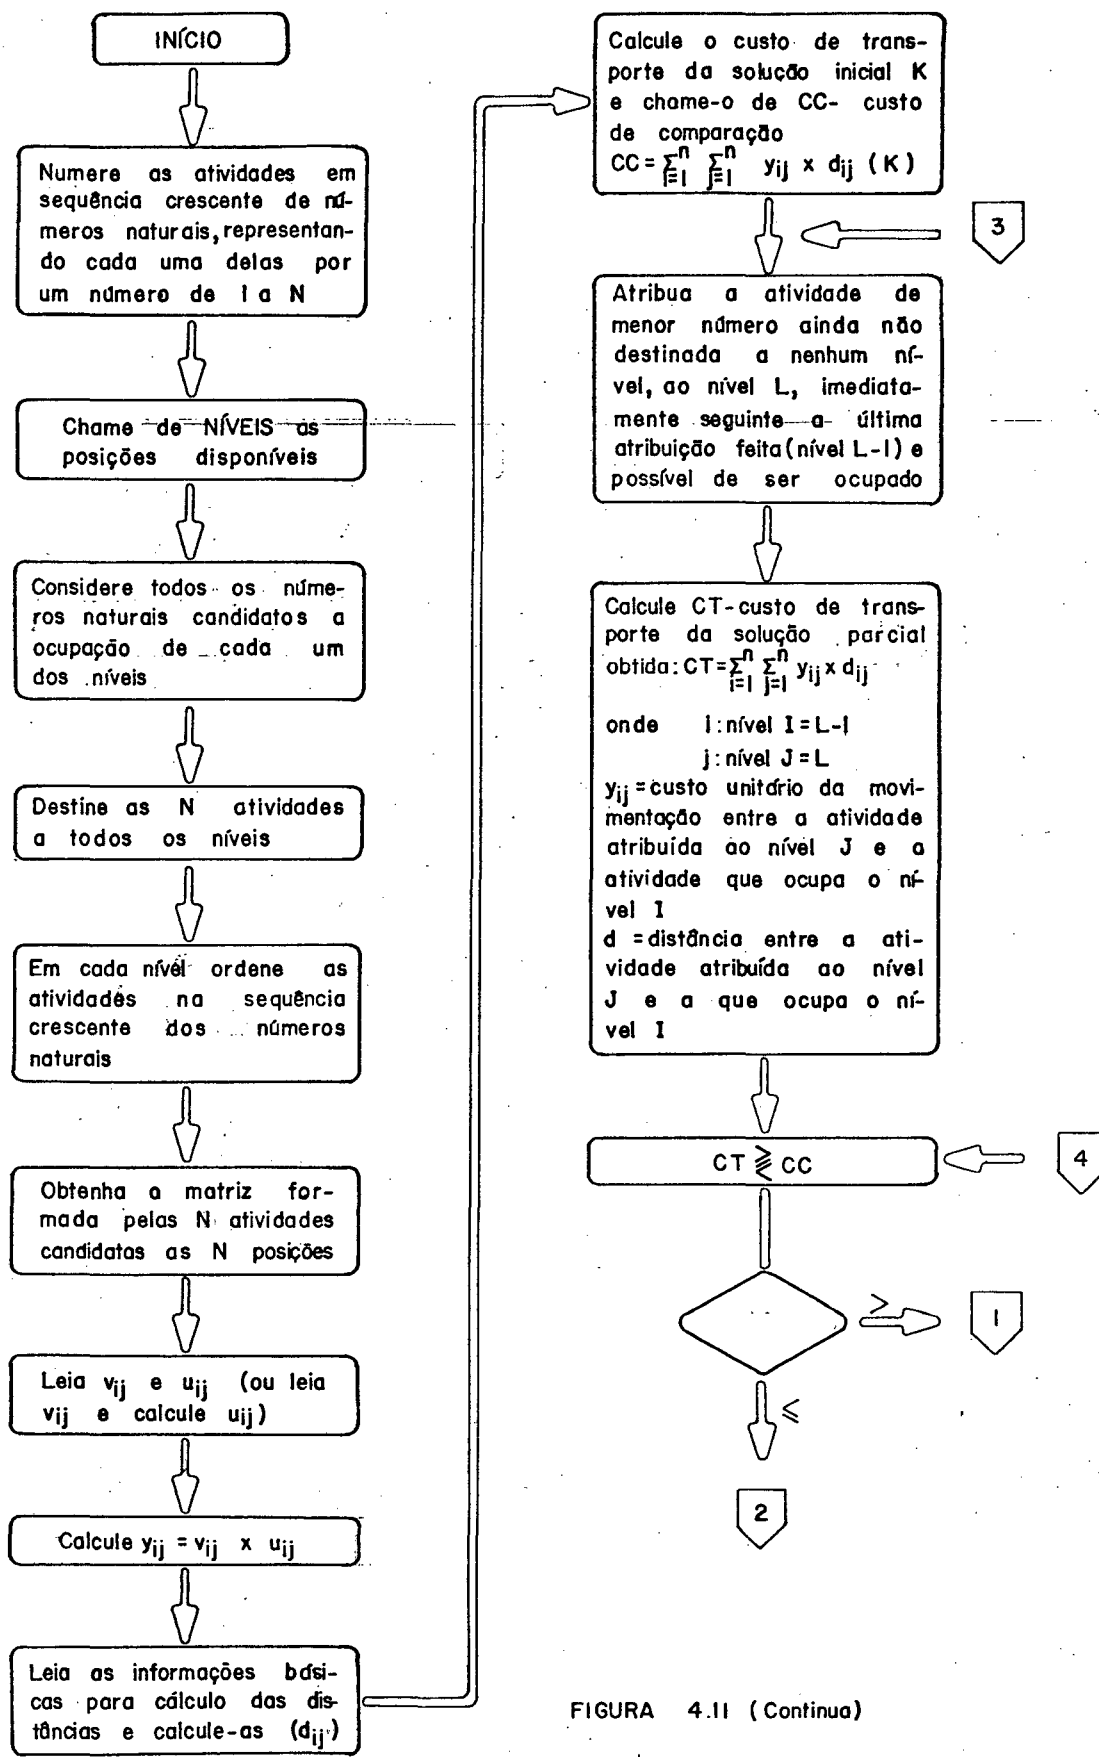 INÍCIO
Numere as atividades em
sequência crescente de nú-
meros naturais, representan-
do cada uma delas por
um número de 1 a N
Chame de NÍVEIS as
posições disponíveis
Considere todos os núme-
ros naturais candidatos a
ocupação de cada um
dos níveis
Destine as N atividades
a todos os níveis
Em cada nível ordene as
atividades na sequência
crescente dos números
naturais
Obtenha a matriz for-
mada pelas N atividades
candidatas as N posições
Leia vij e uij (ou leia
vij e calcule uij)
Calcule yij = vij x uij
Leia as informações bási-
cas para cálculo das dis-
tâncias e calcule-as (dij)
Calcule o custo de trans-
porte da solução inicial K
e chame-o de CC- custo
de comparação
CC = ∑ⁿi=1 ∑ⁿj=1 yij x dij (K)
3
Atribua a atividade de
menor número ainda não
destinada a nenhum ní-
vel, ao nível L, imediata-
mente seguinte a última
atribuição feita (nível L-1) e
possível de ser ocupado
Calcule CT-custo de trans-
porte da solução parcial
obtida: CT = ∑ⁿi=1 ∑ⁿj=1 yij x dij
onde i: nível I = L-1
j: nível J = L
yij = custo unitário da movi-
mentação entre a atividade
atribuída ao nível J e a
atividade que ocupa o ní-
vel I
d = distância entre a ati-
vidade atribuída ao nível
J e a que ocupa o ní-
vel I
CT ⪌ CC
4
>
1
≤
2
FIGURA 4.11 (Continua)